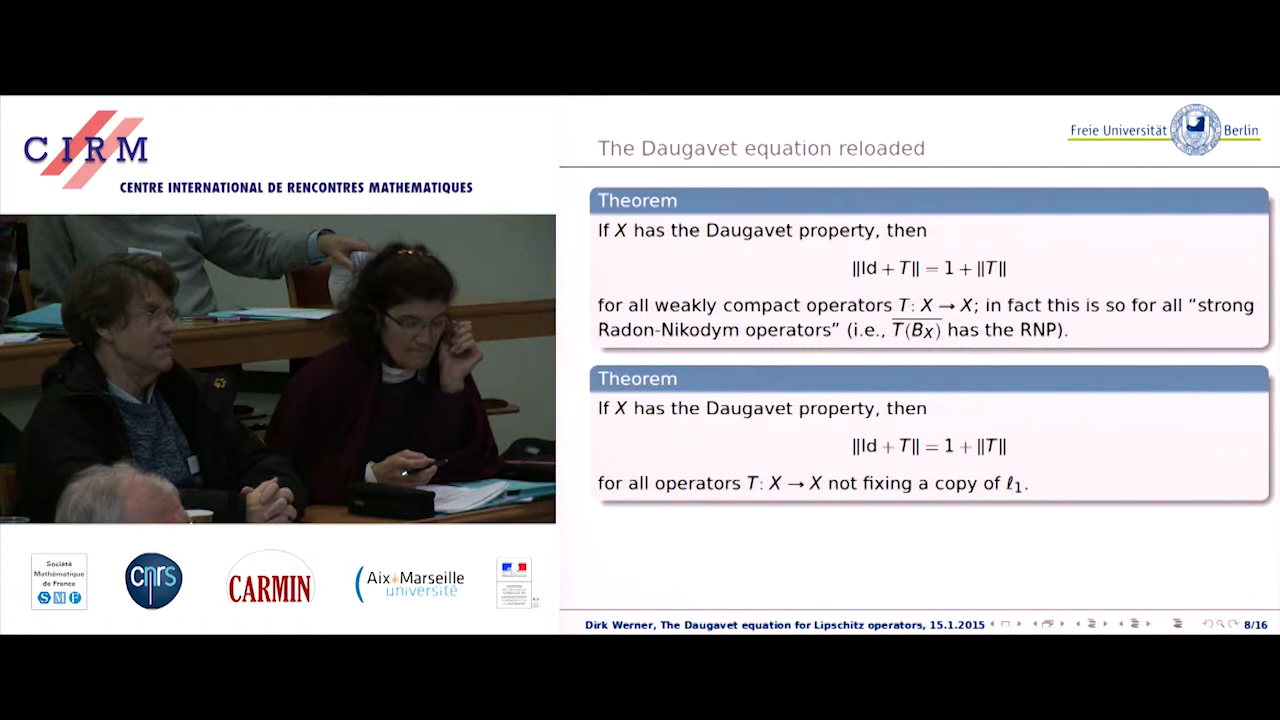 CIRM
CENTRE INTERNATIONAL DE RENCONTRES MATHEMATIQUES
Société
Mathématique
de France
SMF
cnrs
CARMIN
Aix*Marseille
université
Freie Universität Berlin
The Daugavet equation reloaded
Theorem
If X has the Daugavet property, then
‖Id + T‖ = 1 + ‖T‖
for all weakly compact operators T: X → X; in fact this is so for all “strong
Radon-Nikodym operators” (i.e., T(B_X) has the RNP).
Theorem
If X has the Daugavet property, then
‖Id + T‖ = 1 + ‖T‖
for all operators T: X → X not fixing a copy of ℓ₁.
Dirk Werner, The Daugavet equation for Lipschitz operators, 15.1.2015 8/16